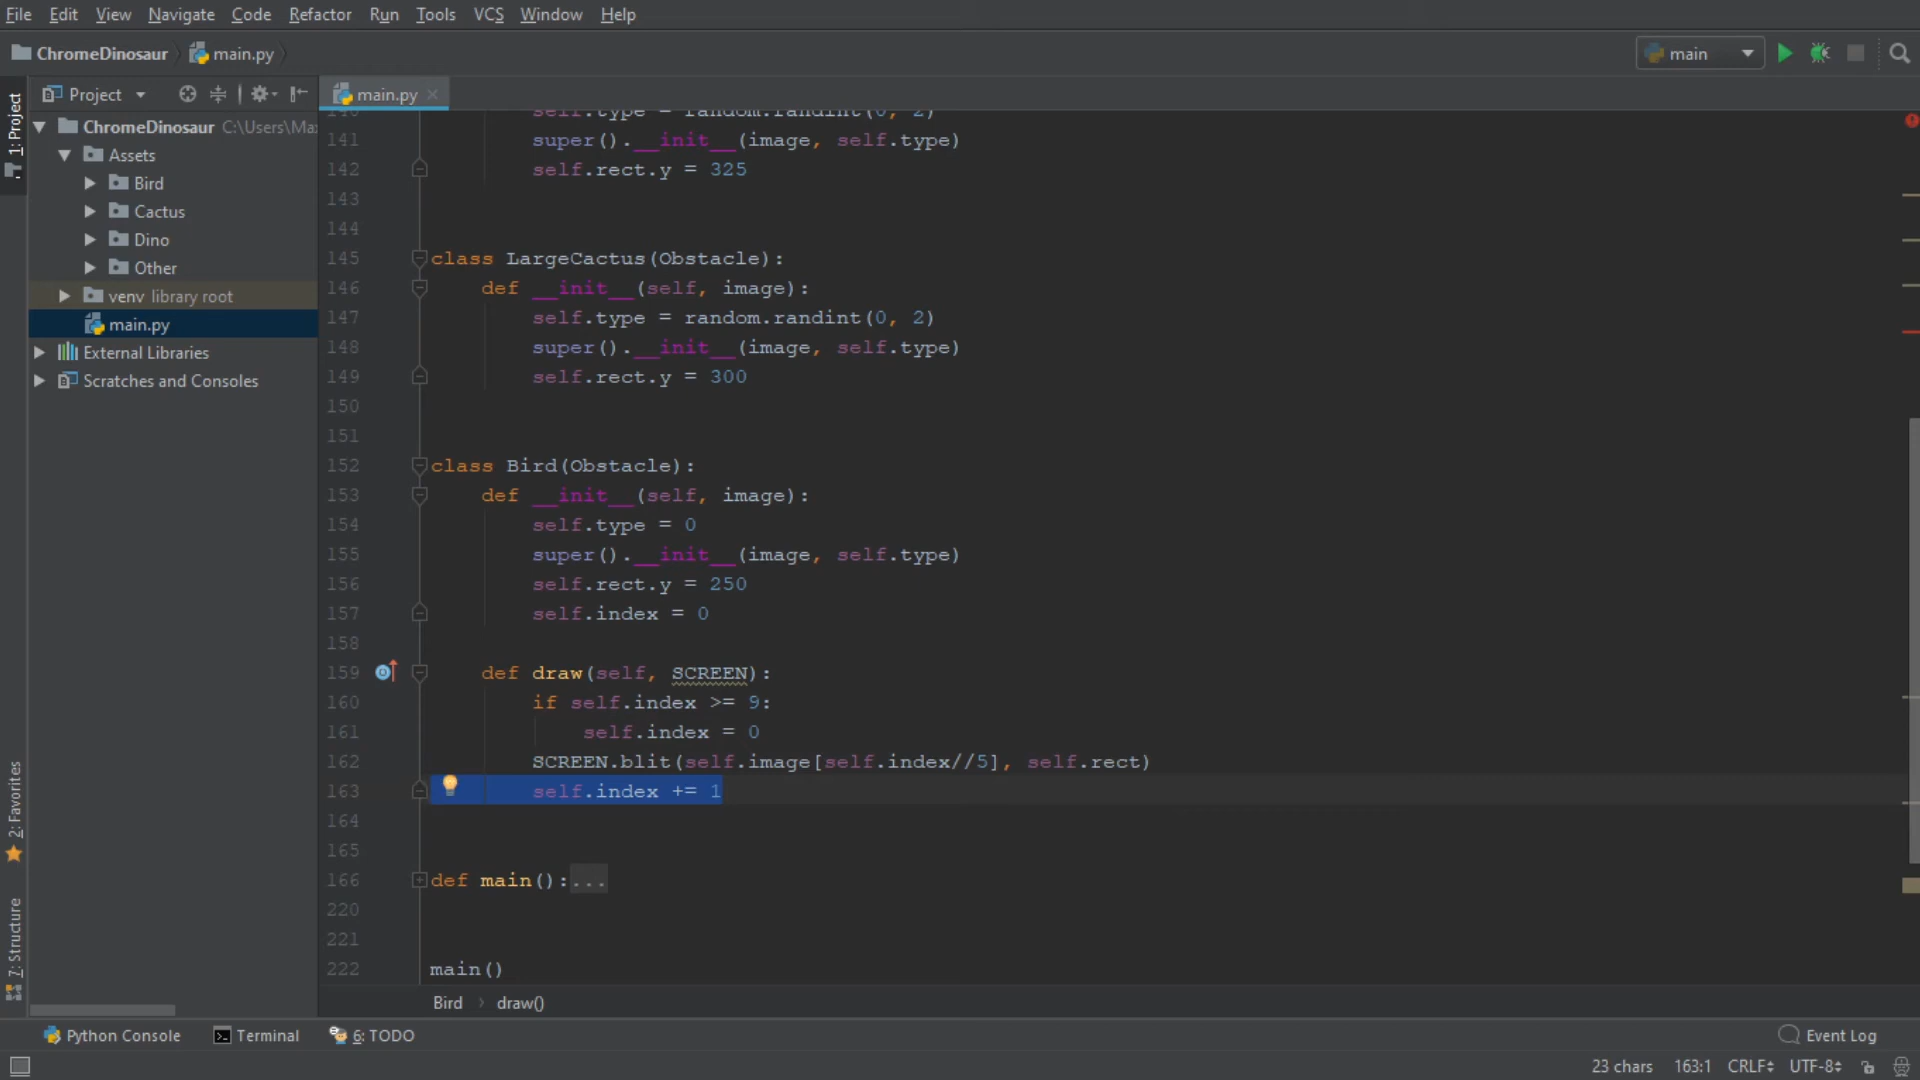 File Edit View Navigate Code Refactor Run Tools VCS Window Help
ChromeDinosaur main.py main
1: Project
Project main.py
ChromeDinosaur C:\Users\Ma
Assets
Bird
Cactus
Dino
Other
venv library root
main.py
External Libraries
Scratches and Consoles
2: Favorites
7: Structure
140 self.type = random.randint(0, 2)
141 super().__init__(image, self.type)
142 self.rect.y = 325
143
144
145 class LargeCactus(Obstacle):
146 def __init__(self, image):
147 self.type = random.randint(0, 2)
148 super().__init__(image, self.type)
149 self.rect.y = 300
150
151
152 class Bird(Obstacle):
153 def __init__(self, image):
154 self.type = 0
155 super().__init__(image, self.type)
156 self.rect.y = 250
157 self.index = 0
158
159 def draw(self, SCREEN):
160 if self.index >= 9:
161 self.index = 0
162 SCREEN.blit(self.image[self.index//5], self.rect)
163 self.index += 1
164
165
166 def main():...
220
221
222 main()
Bird › draw()
Python Console Terminal 6: TODO Event Log
23 chars 163:1 CRLF UTF-8